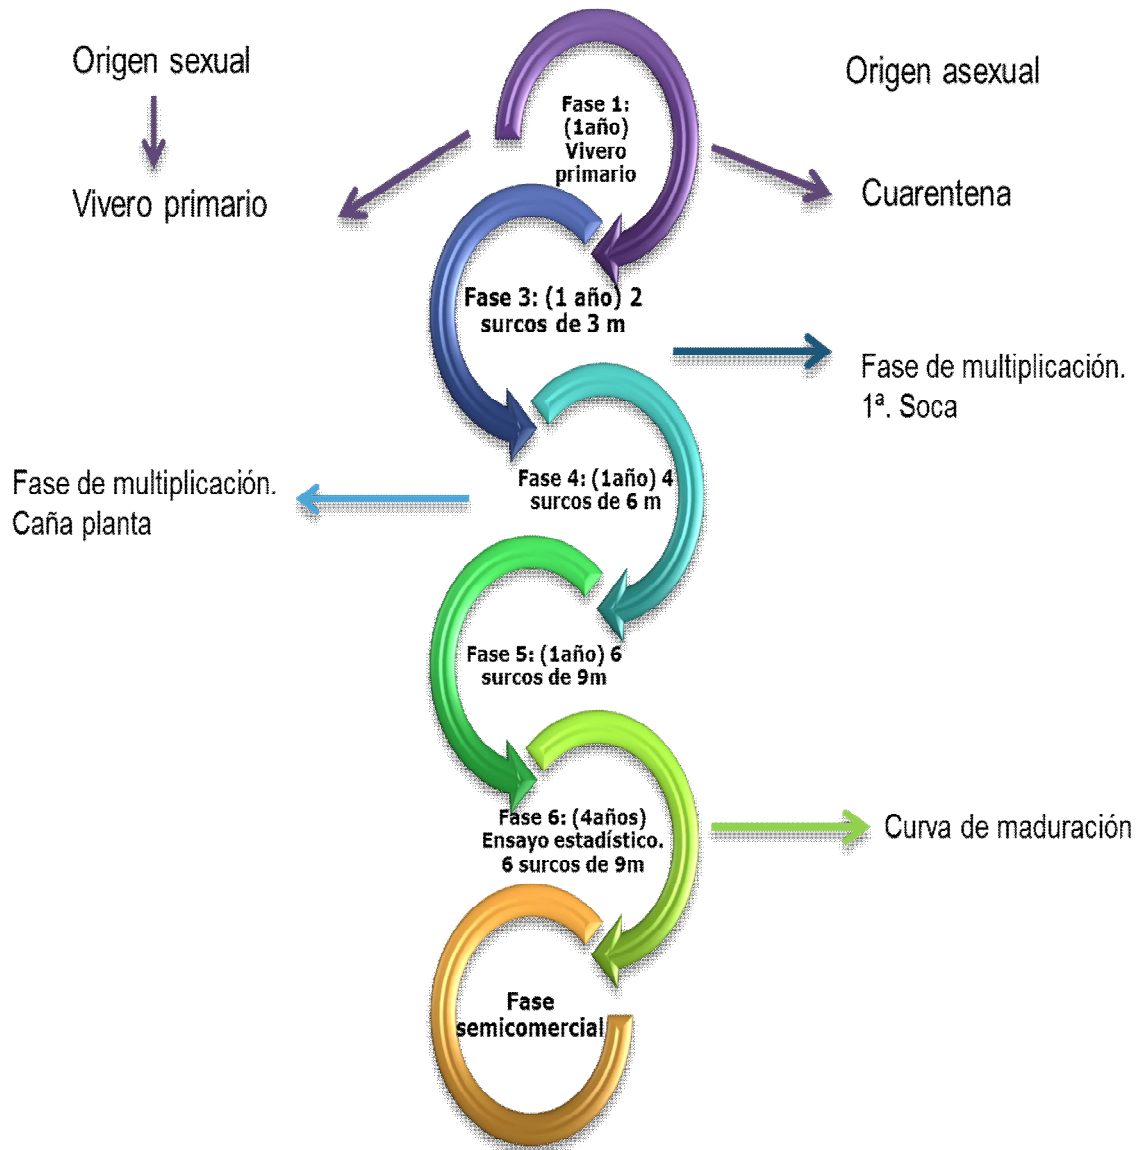 Origen sexual
Origen asexual
Vivero primario
Cuarentena
Fase 1:
(1año)
Vivero
primario
Fase 3: (1 año) 2
surcos de 3 m
Fase de multiplicación.
1ª. Soca
Fase 4: (1año) 4
surcos de 6 m
Fase de multiplicación.
Caña planta
Fase 5: (1año) 6
surcos de 9m
Fase 6: (4años)
Ensayo estadístico.
6 surcos de 9m
Curva de maduración
Fase
semicomercial